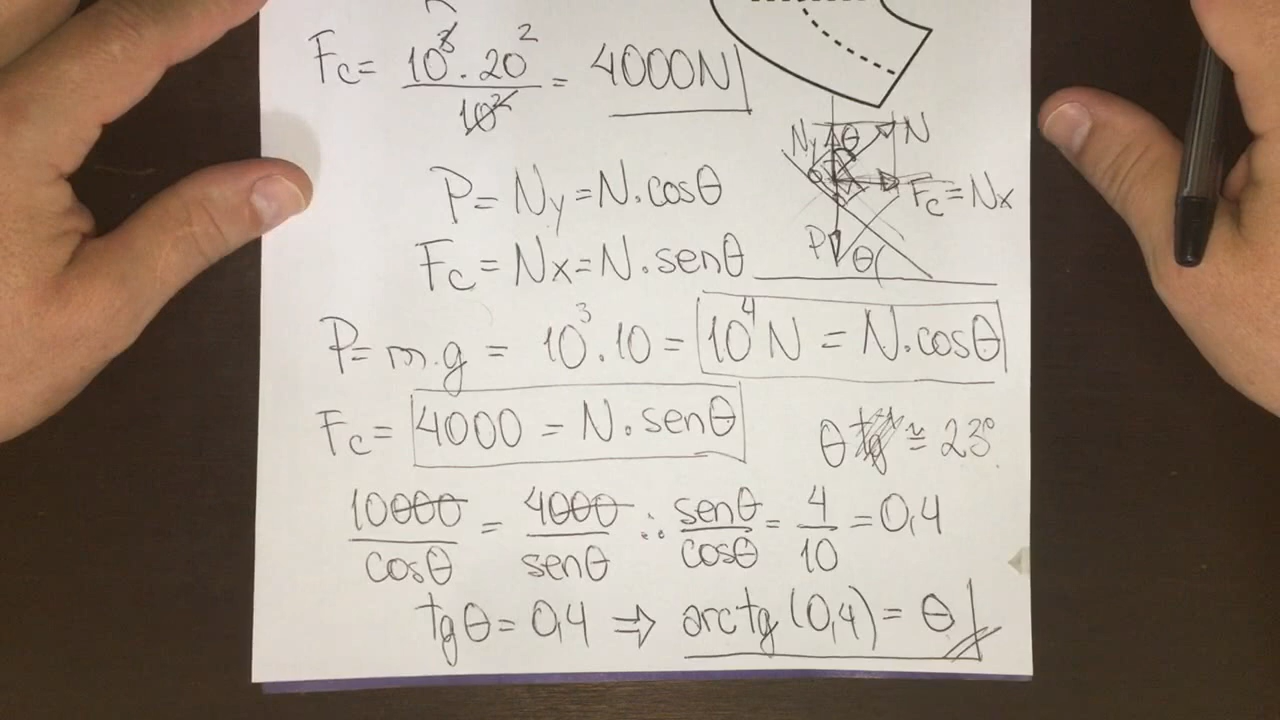 Fc = 10³ . 20² / 10² = 4000N
Ny θ N
Fc = Nx
P θ
P = Ny = N.cosθ
Fc = Nx = N.senθ
P = m.g = 10³.10 = 10⁴N = N.cosθ
Fc = 4000 = N.senθ
θ ≅ 23°
10000/cosθ = 4000/senθ ∴ senθ/cosθ = 4/10 = 0,4
tgθ = 0,4 ⇒ arctg(0,4) = θ